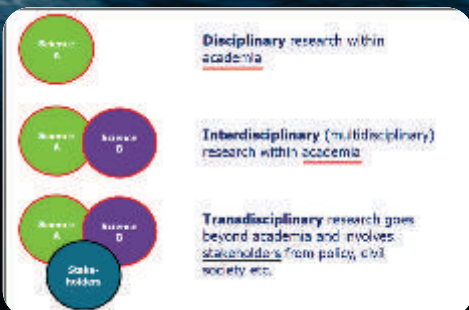 Science
A
Disciplinary research within
academia
Science
A
Science
B
Interdisciplinary (multidisciplinary)
research within academia
Science
A
Science
B
Stake-
holders
Transdisciplinary research goes
beyond academia and involves
stakeholders from policy, civil
society etc.